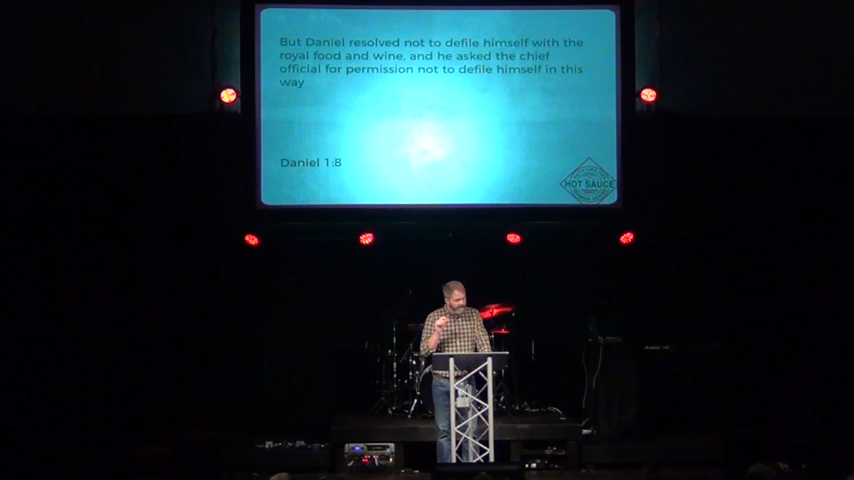 But Daniel resolved not to defile himself with the
royal food and wine, and he asked the chief
official for permission not to defile himself in this
way
Daniel 1:8
HOT SAUCE